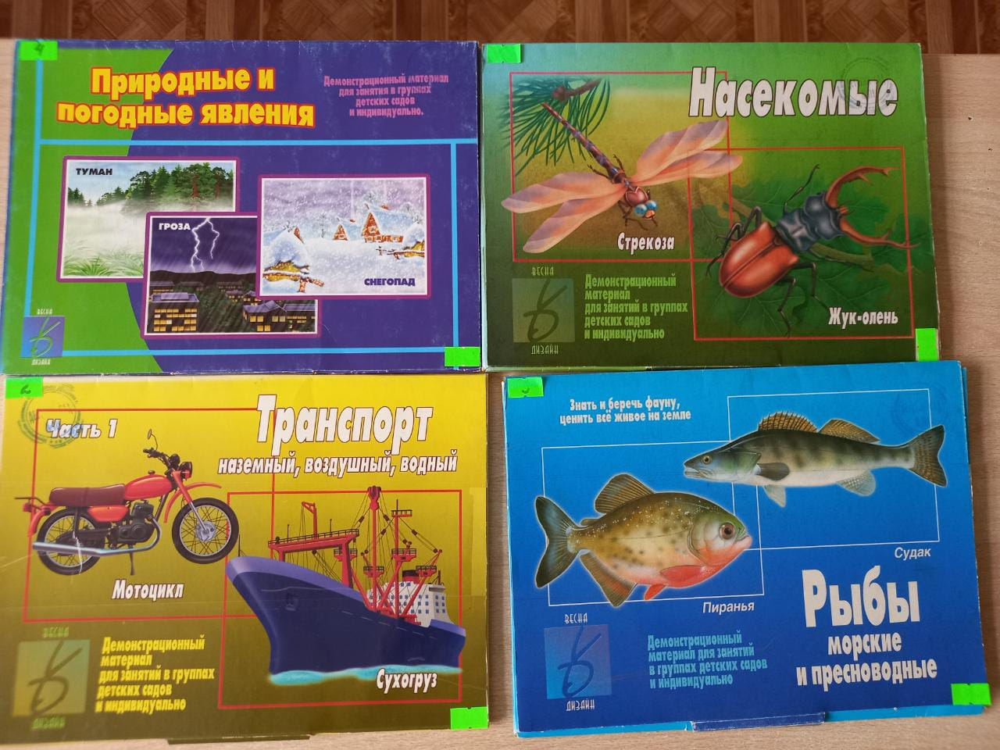 Природные и
погодные явления
Демонстрационный материал
для занятия в группах
детских садов
и индивидуально.
ТУМАН
ГРОЗА
СНЕГОПАД
ВЕСНА
ДИЗАЙН
Насекомые
Стрекоза
Жук-олень
ВЕСНА
ДИЗАЙН
Демонстрационный
материал
для занятий в группах
детских садов
и индивидуально
Часть 1
Транспорт
наземный, воздушный, водный
Мотоцикл
Сухогруз
ВЕСНА
ДИЗАЙН
Демонстрационный
материал
для занятий в группах
детских садов
и индивидуально
Знать и беречь фауну,
ценить всё живое на земле
Судак
Пиранья
Рыбы
морские
и пресноводные
ВЕСНА
ДИЗАЙН
Демонстрационный
материал для занятий
в группах детских садов
и индивидуально